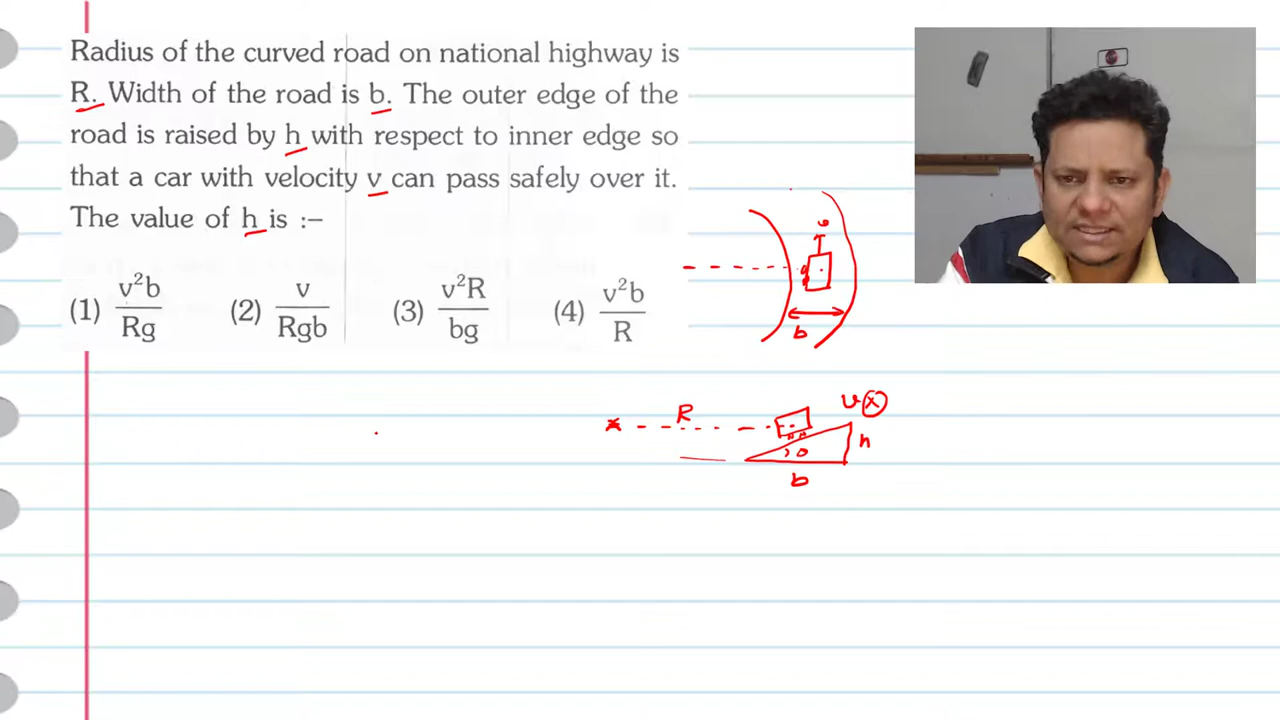 Radius of the curved road on national highway is
R. Width of the road is b. The outer edge of the
road is raised by h with respect to inner edge so
that a car with velocity v can pass safely over it.
The value of h is :–
(1) v²b/Rg (2) v/Rgb (3) v²R/bg (4) v²b/R
v
b
R
v
h
θ
b